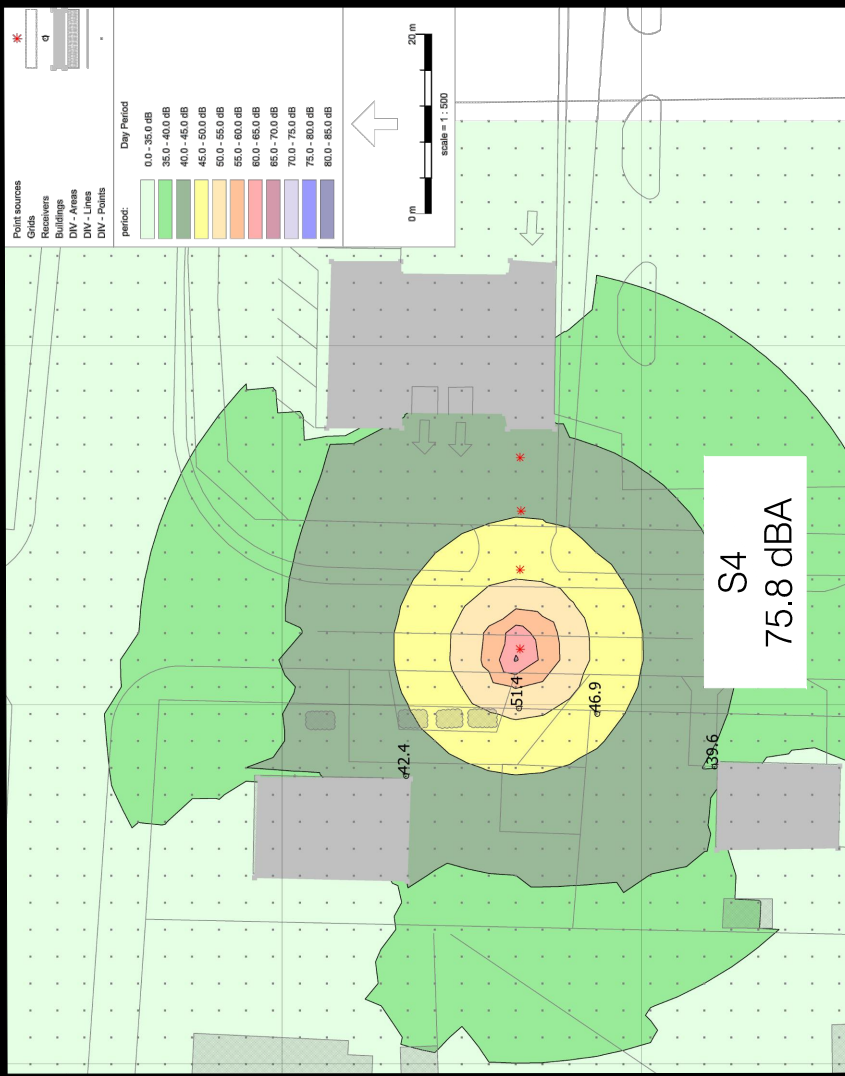 Point sources
Grids
Receivers
Buildings
DIV - Areas
DIV - Lines
DIV - Points
period:
Day Period
0.0 - 35.0 dB
35.0 - 40.0 dB
40.0 - 45.0 dB
45.0 - 50.0 dB
50.0 - 55.0 dB
55.0 - 60.0 dB
60.0 - 65.0 dB
65.0 - 70.0 dB
70.0 - 75.0 dB
75.0 - 80.0 dB
80.0 - 85.0 dB
0 m
20 m
scale = 1 : 500
42.4
51.4
46.9
39.6
S4
75.8 dBA